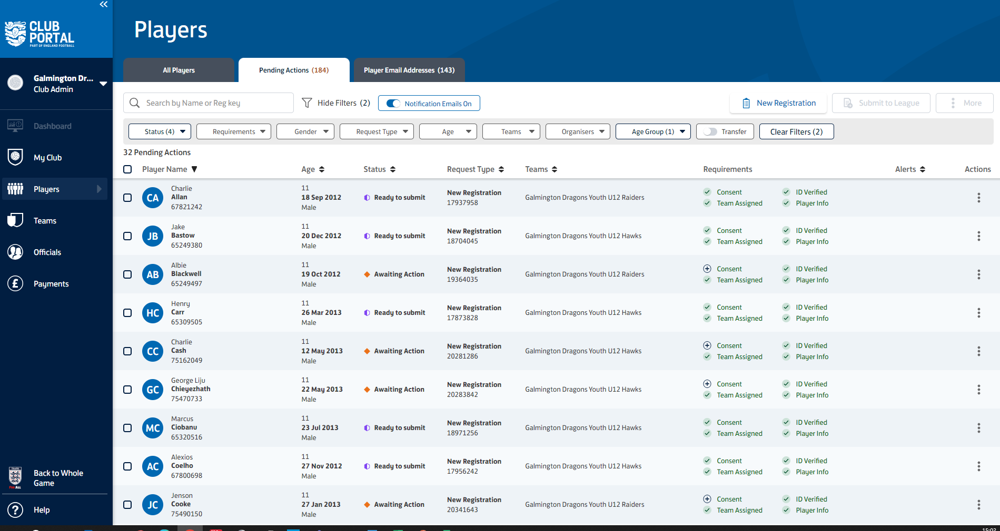 CLUB
PORTAL
PART OF ENGLAND FOOTBALL
Galmington Dr...
Club Admin
Dashboard
My Club
Players
Teams
Officials
Payments
Back to Whole
Game
Help
Players
All Players
Pending Actions (184)
Player Email Addresses (143)
Search by Name or Reg key
Hide Filters (2)
Notification Emails On
New Registration
Submit to League
More
Status (4)
Requirements
Gender
Request Type
Age
Teams
Organisers
Age Group (1)
Transfer
Clear Filters (2)
32 Pending Actions
Player Name
Age
Status
Request Type
Teams
Requirements
Alerts
Actions
CA
Charlie
Allan
67821242
11
18 Sep 2012
Male
Ready to submit
New Registration
17937958
Galmington Dragons Youth U12 Raiders
Consent
ID Verified
Team Assigned
Player Info
JB
Jake
Bastow
65249380
11
20 Dec 2012
Male
Ready to submit
New Registration
18704045
Galmington Dragons Youth U12 Hawks
Consent
ID Verified
Team Assigned
Player Info
AB
Albie
Blackwell
65249497
11
19 Oct 2012
Male
Awaiting Action
New Registration
19364035
Galmington Dragons Youth U12 Raiders
Consent
ID Verified
Team Assigned
Player Info
HC
Henry
Carr
65309505
11
26 Mar 2013
Male
Ready to submit
New Registration
17873828
Galmington Dragons Youth U12 Hawks
Consent
ID Verified
Team Assigned
Player Info
CC
Charlie
Cash
75162049
11
12 May 2013
Male
Awaiting Action
New Registration
20281286
Galmington Dragons Youth U12 Hawks
Consent
ID Verified
Team Assigned
Player Info
GC
George Liju
Chieyezhath
75470733
11
22 May 2013
Male
Awaiting Action
New Registration
20283842
Galmington Dragons Youth U12 Hawks
Consent
ID Verified
Team Assigned
Player Info
MC
Marcus
Ciobanu
65320516
11
23 Jul 2013
Male
Ready to submit
New Registration
18971256
Galmington Dragons Youth U12 Hawks
Consent
ID Verified
Team Assigned
Player Info
AC
Alexios
Coelho
67800698
11
27 Nov 2012
Male
Ready to submit
New Registration
17956242
Galmington Dragons Youth U12 Hawks
Consent
ID Verified
Team Assigned
Player Info
JC
Jenson
Cooke
75490150
11
27 Jan 2013
Male
Awaiting Action
New Registration
20341643
Galmington Dragons Youth U12 Raiders
Consent
ID Verified
Team Assigned
Player Info